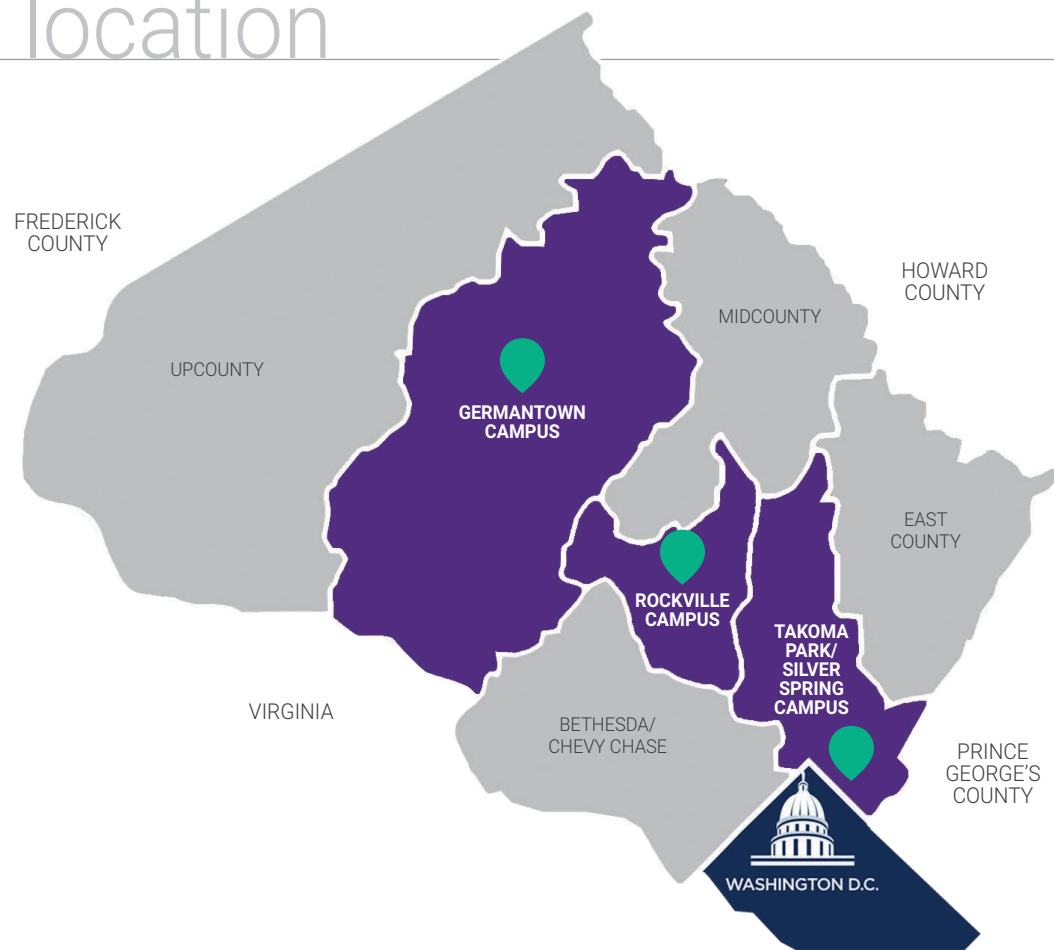 location
FREDERICK
COUNTY
HOWARD
COUNTY
MIDCOUNTY
UPCOUNTY
GERMANTOWN
CAMPUS
EAST
COUNTY
ROCKVILLE
CAMPUS
TAKOMA
PARK/
SILVER
SPRING
CAMPUS
VIRGINIA
BETHESDA/
CHEVY CHASE
PRINCE
GEORGE'S
COUNTY
WASHINGTON D.C.